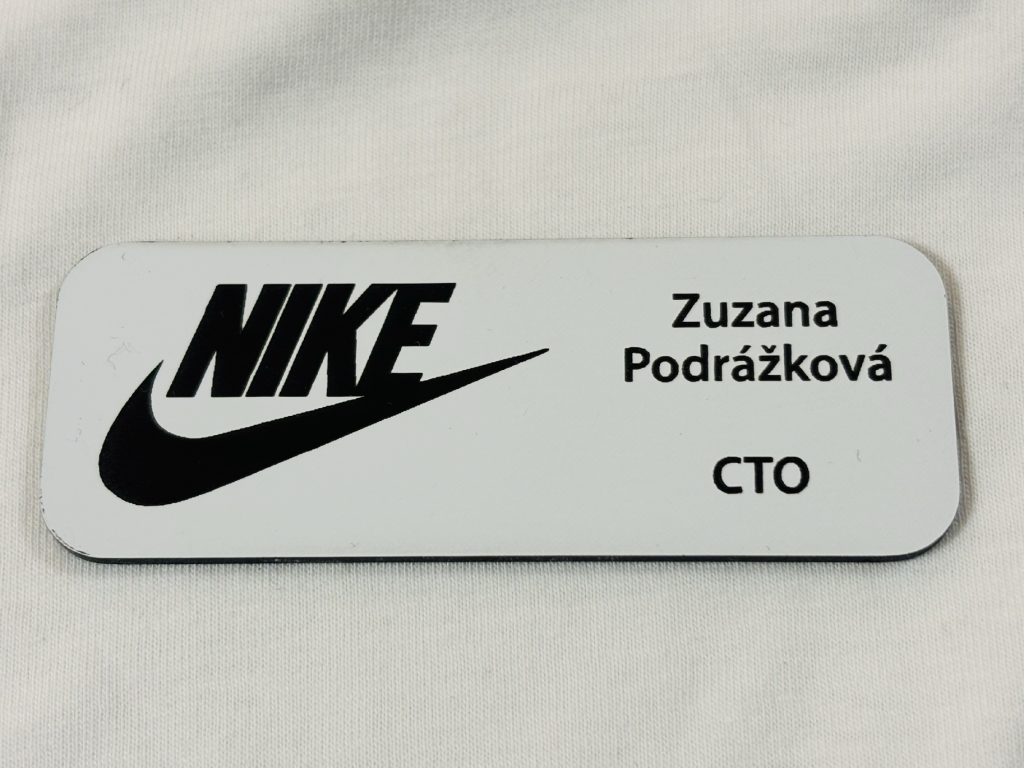 NIKE
Zuzana
Podrážková
CTO